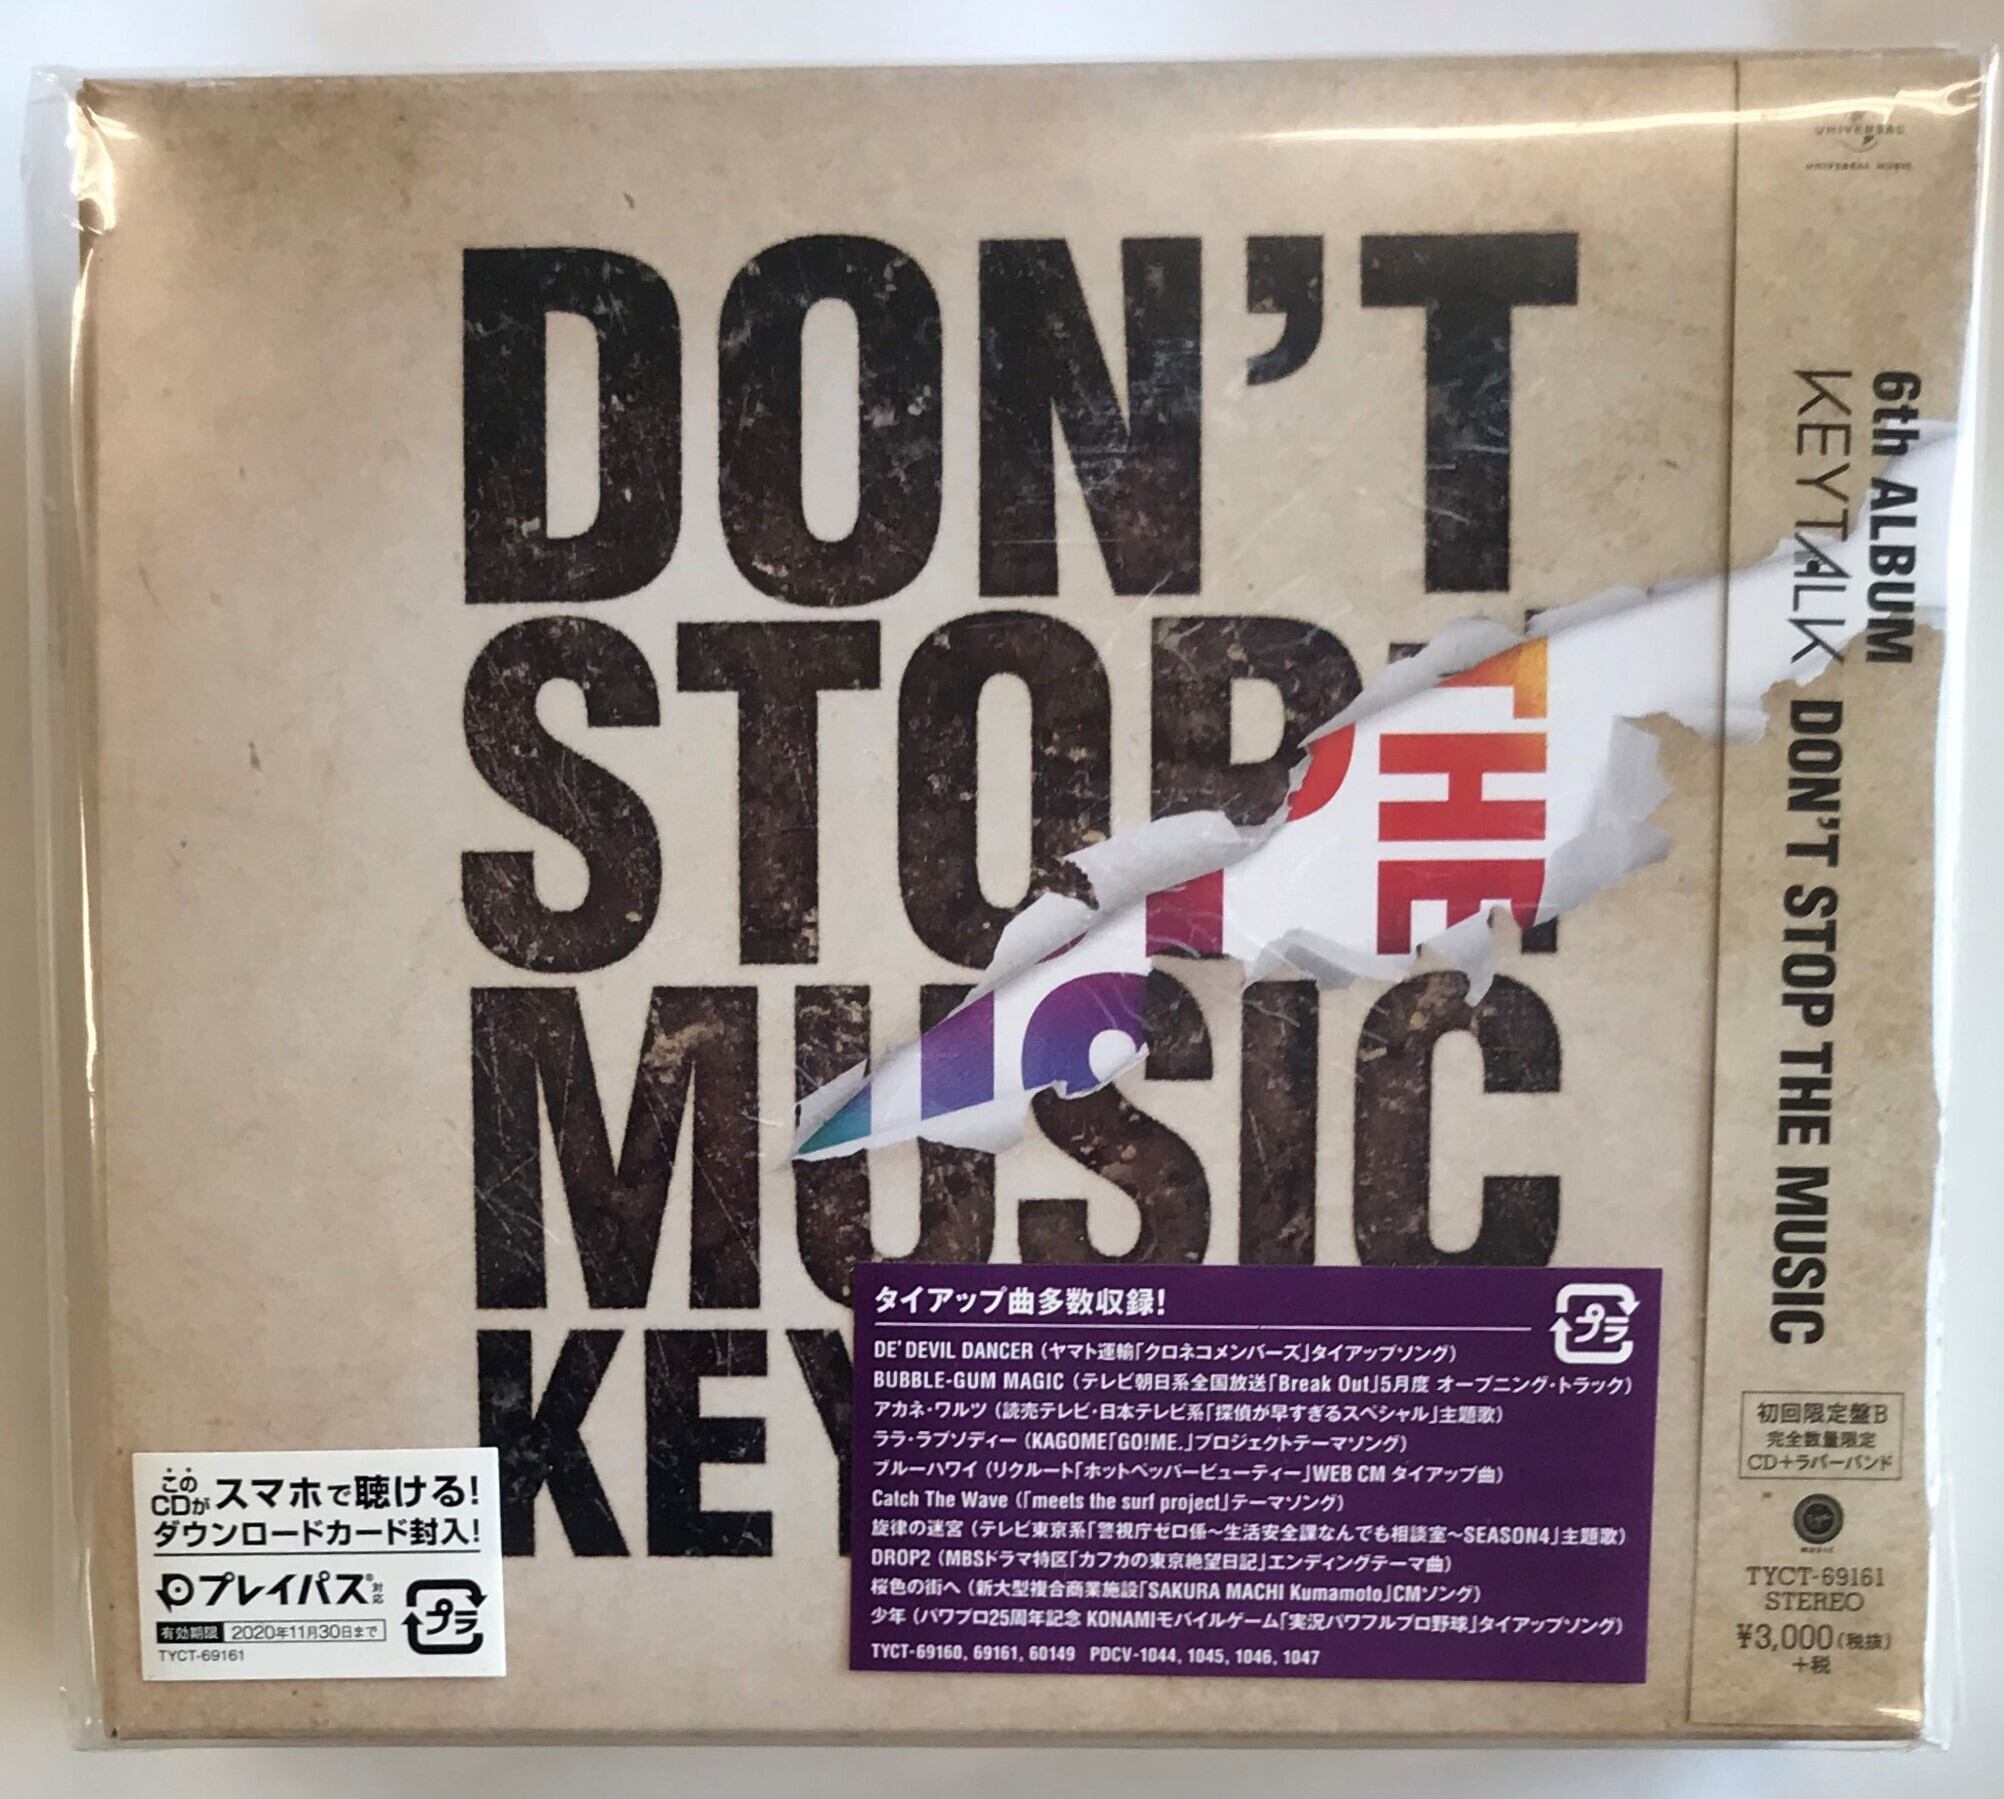 DON'T
STOP THE
MUSIC
KEY
UNIVERSAL
UNIVERSAL MUSIC
6th ALBUM
KEYTALK DON'T STOP THE MUSIC
初回限定盤B
完全数量限定
CD+ラバーバンド
MUSIC
TYCT-69161
STEREO
¥3,000(税抜)
+税
タイアップ曲多数収録!
プラ
DE'DEVIL DANCER (ヤマト運輸「クロネコメンバーズ」タイアップソング)
BUBBLE-GUM MAGIC (テレビ朝日系全国放送「Break Out」5月度 オープニング・トラック)
アカネ・ワルツ (読売テレビ・日本テレビ系「探偵が早すぎるスペシャル」主題歌)
ララ・ラプソディー (KAGOME「GO!ME.」プロジェクトテーマソング)
ブルーハワイ (リクルート「ホットペッパービューティー」WEB CM タイアップ曲)
Catch The Wave (「meets the surf project」テーマソング)
旋律の迷宮 (テレビ東京系「警視庁ゼロ係～生活安全課なんでも相談室～SEASON4」主題歌)
DROP2 (MBSドラマ特区「カフカの東京絶望日記」エンディングテーマ曲)
桜色の街へ (新大型複合商業施設「SAKURA MACHI Kumamoto」CMソング)
少年 (パワプロ25周年記念 KONAMIモバイルゲーム「実況パワフルプロ野球」タイアップソング)
TYCT-69160, 69161, 60149 PDCV-1044, 1045, 1046, 1047
このCDがスマホで聴ける!
ダウンロードカード封入!
プレイパス®対応
有効期限 2020年11月30日まで
TYCT-69161
プラ